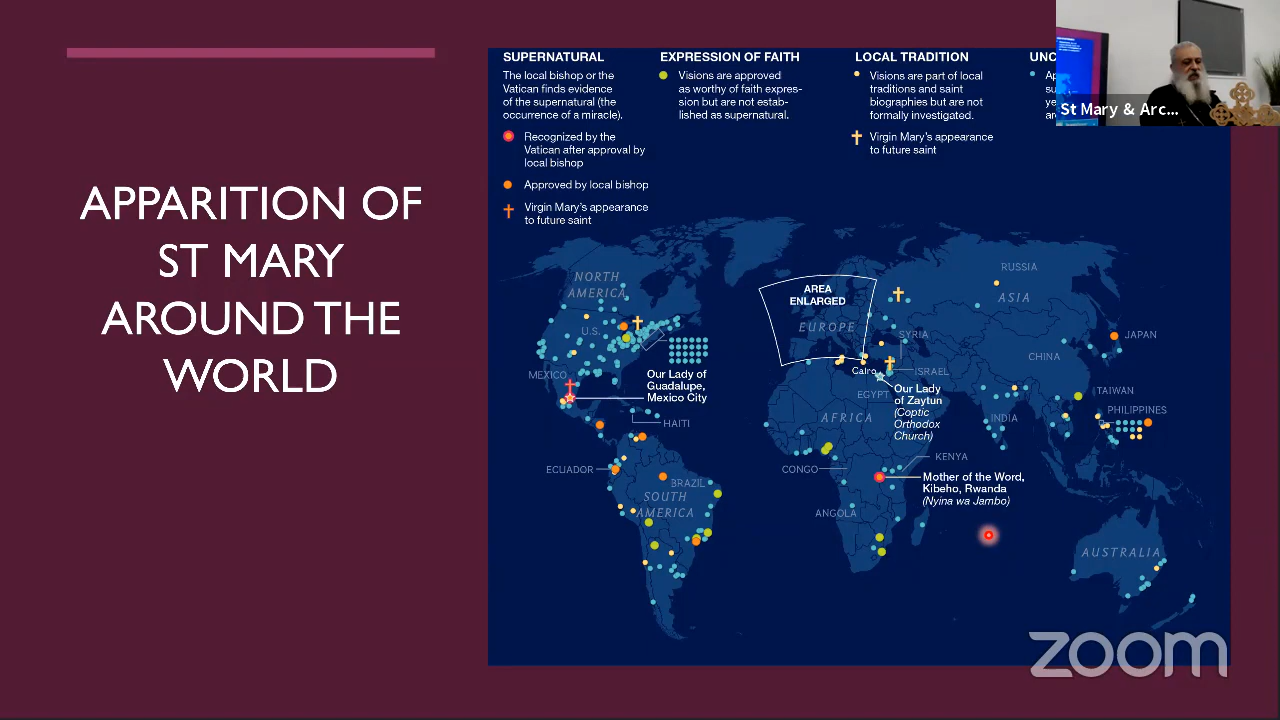 APPARITION OF
ST MARY
AROUND THE
WORLD
SUPERNATURAL
The local bishop or the
Vatican finds evidence
of the supernatural (the
occurrence of a miracle).
Recognized by the
Vatican after approval by
local bishop
Approved by local bishop
Virgin Mary's appearance
to future saint
EXPRESSION OF FAITH
Visions are approved
as worthy of faith expres-
sion but are not estab-
lished as supernatural.
LOCAL TRADITION
Visions are part of local
traditions and saint
biographies but are not
formally investigated.
Virgin Mary's appearance
to future saint
UNC
Ap
su
ye
ar
St Mary & Arc...
NORTH
AMERICA
U.S.
MEXICO
Our Lady of
Guadalupe,
Mexico City
HAITI
ECUADOR
BRAZIL
SOUTH
AMERICA
AREA
ENLARGED
EUROPE
RUSSIA
ASIA
SYRIA
JAPAN
CHINA
ISRAEL
Cairo
EGYPT
Our Lady
of Zaytun
(Coptic
Orthodox
Church)
AFRICA
TAIWAN
PHILIPPINES
INDIA
KENYA
CONGO
Mother of the Word,
Kibeho, Rwanda
(Nyina wa Jambo)
ANGOLA
AUSTRALIA
zoom